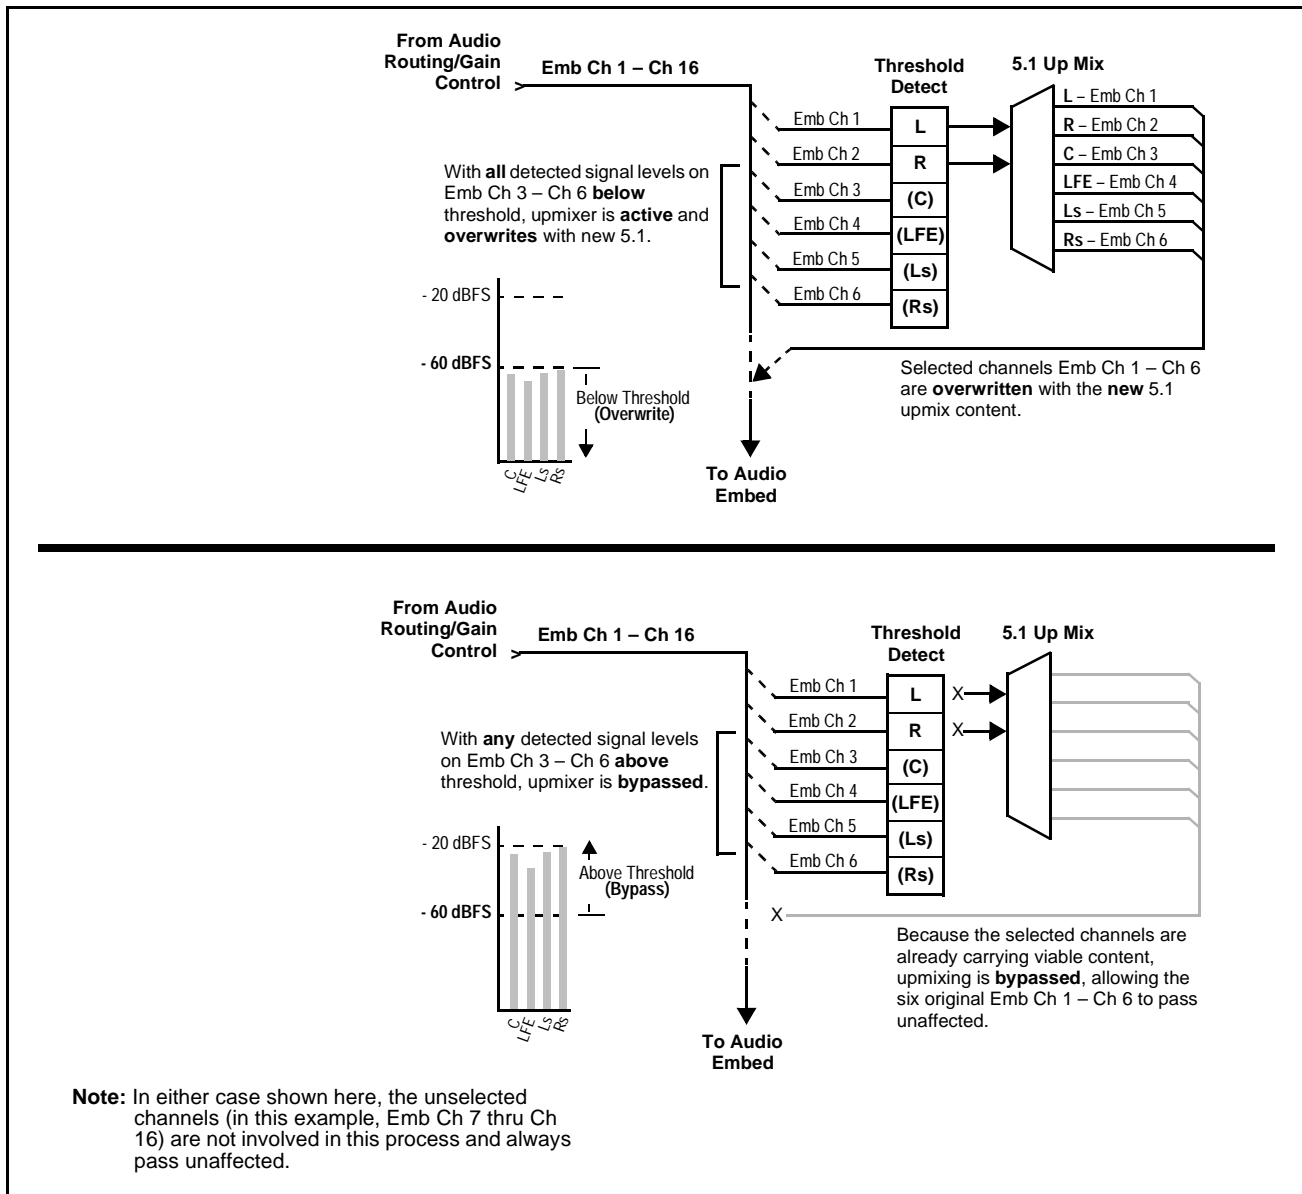 From Audio
Routing/Gain
Control
Emb Ch 1 – Ch 16
Threshold
Detect
5.1 Up Mix
Emb Ch 1
Emb Ch 2
Emb Ch 3
Emb Ch 4
Emb Ch 5
Emb Ch 6
L
R
(C)
(LFE)
(Ls)
(Rs)
L – Emb Ch 1
R – Emb Ch 2
C – Emb Ch 3
LFE – Emb Ch 4
Ls – Emb Ch 5
Rs – Emb Ch 6
With all detected signal levels on
Emb Ch 3 – Ch 6 below
threshold, upmixer is active and
overwrites with new 5.1.
- 20 dBFS
- 60 dBFS
Below Threshold
(Overwrite)
C
LFE
Ls
Rs
Selected channels Emb Ch 1 – Ch 6
are overwritten with the new 5.1
upmix content.
To Audio
Embed
From Audio
Routing/Gain
Control
Emb Ch 1 – Ch 16
Threshold
Detect
5.1 Up Mix
Emb Ch 1
Emb Ch 2
Emb Ch 3
Emb Ch 4
Emb Ch 5
Emb Ch 6
L
R
(C)
(LFE)
(Ls)
(Rs)
X
X
With any detected signal levels
on Emb Ch 3 – Ch 6 above
threshold, upmixer is bypassed.
- 20 dBFS
- 60 dBFS
Above Threshold
(Bypass)
C
LFE
Ls
Rs
X
Because the selected channels are
already carrying viable content,
upmixing is bypassed, allowing the
six original Emb Ch 1 – Ch 6 to pass
unaffected.
To Audio
Embed
Note: In either case shown here, the unselected
channels (in this example, Emb Ch 7 thru Ch
16) are not involved in this process and always
pass unaffected.